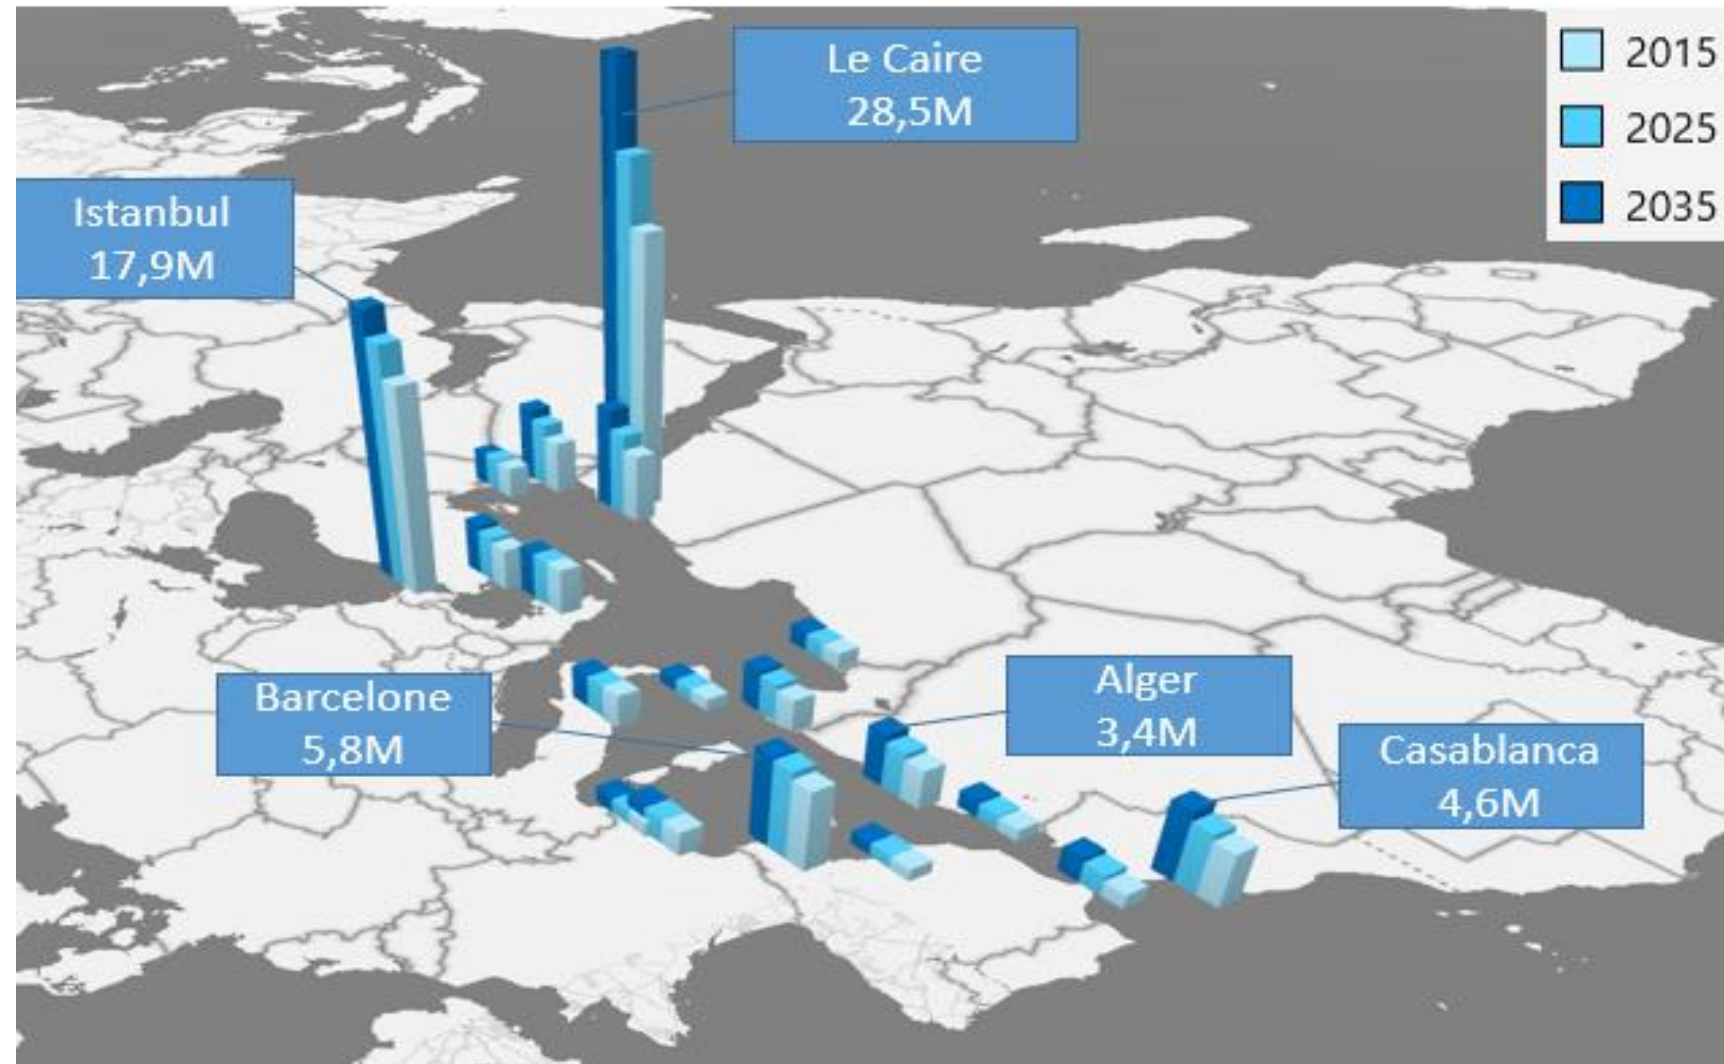 Le Caire
28,5M
2015
2025
2035
Istanbul
17,9M
Barcelone
5,8M
Alger
3,4M
Casablanca
4,6M